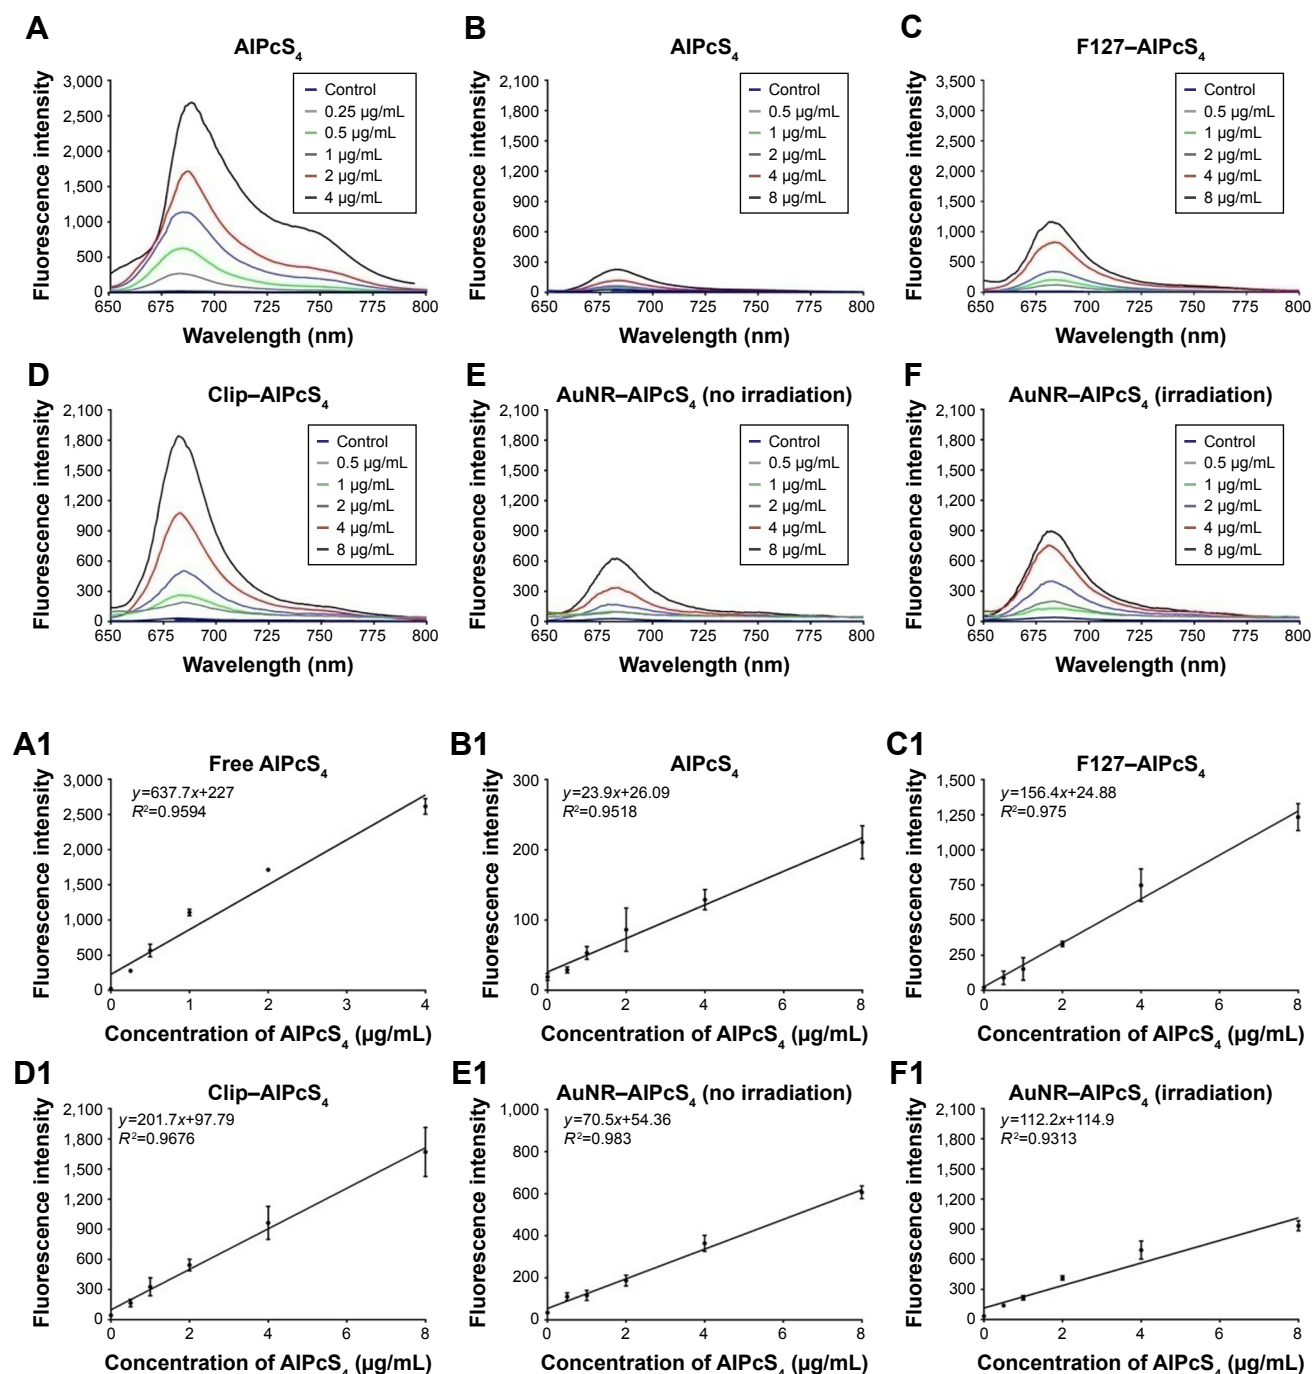 A
AlPcS4
Fluorescence intensity
3,000
2,500
2,000
1,500
1,000
500
0
650 675 700 725 750 775 800
Wavelength (nm)
Control
0.25 µg/mL
0.5 µg/mL
1 µg/mL
2 µg/mL
4 µg/mL
B
AlPcS4
Fluorescence intensity
2,100
1,800
1,500
1,200
900
600
300
0
650 675 700 725 750 775 800
Wavelength (nm)
Control
0.5 µg/mL
1 µg/mL
2 µg/mL
4 µg/mL
8 µg/mL
C
F127–AlPcS4
Fluorescence intensity
3,500
3,000
2,500
2,000
1,500
1,000
500
0
650 675 700 725 750 775 800
Wavelength (nm)
Control
0.5 µg/mL
1 µg/mL
2 µg/mL
4 µg/mL
8 µg/mL
D
Clip–AlPcS4
Fluorescence intensity
2,100
1,800
1,500
1,200
900
600
300
0
650 675 700 725 750 775 800
Wavelength (nm)
Control
0.5 µg/mL
1 µg/mL
2 µg/mL
4 µg/mL
8 µg/mL
E
AuNR–AlPcS4 (no irradiation)
Fluorescence intensity
2,100
1,800
1,500
1,200
900
600
300
0
650 675 700 725 750 775 800
Wavelength (nm)
Control
0.5 µg/mL
1 µg/mL
2 µg/mL
4 µg/mL
8 µg/mL
F
AuNR–AlPcS4 (irradiation)
Fluorescence intensity
2,100
1,800
1,500
1,200
900
600
300
0
650 675 700 725 750 775 800
Wavelength (nm)
Control
0.5 µg/mL
1 µg/mL
2 µg/mL
4 µg/mL
8 µg/mL
A1
Free AlPcS4
Fluorescence intensity
y=637.7x+227
R²=0.9594
3,000
2,500
2,000
1,500
1,000
500
0
0 1 2 3 4
Concentration of AlPcS4 (µg/mL)
B1
AlPcS4
Fluorescence intensity
y=23.9x+26.09
R²=0.9518
300
200
100
0
0 2 4 6 8
Concentration of AlPcS4 (µg/mL)
C1
F127–AlPcS4
Fluorescence intensity
y=156.4x+24.88
R²=0.975
1,500
1,250
1,000
750
500
250
0
0 2 4 6 8
Concentration of AlPcS4 (µg/mL)
D1
Clip–AlPcS4
Fluorescence intensity
y=201.7x+97.79
R²=0.9676
2,100
1,800
1,500
1,200
900
600
300
0
0 2 4 6 8
Concentration of AlPcS4 (µg/mL)
E1
AuNR–AlPcS4 (no irradiation)
Fluorescence intensity
y=70.5x+54.36
R²=0.983
1,000
800
600
400
200
0
0 2 4 6 8
Concentration of AlPcS4 (µg/mL)
F1
AuNR–AlPcS4 (irradiation)
Fluorescence intensity
y=112.2x+114.9
R²=0.9313
2,100
1,800
1,500
1,200
900
600
300
0
0 2 4 6 8
Concentration of AlPcS4 (µg/mL)